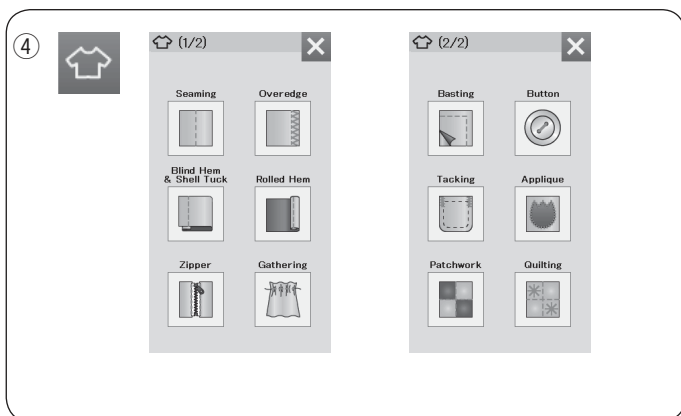 ④
(1/2)
Seaming
Overedge
Blind Hem
& Shell Tuck
Rolled Hem
Zipper
Gathering
(2/2)
Basting
Button
Tacking
Applique
Patchwork
Quilting